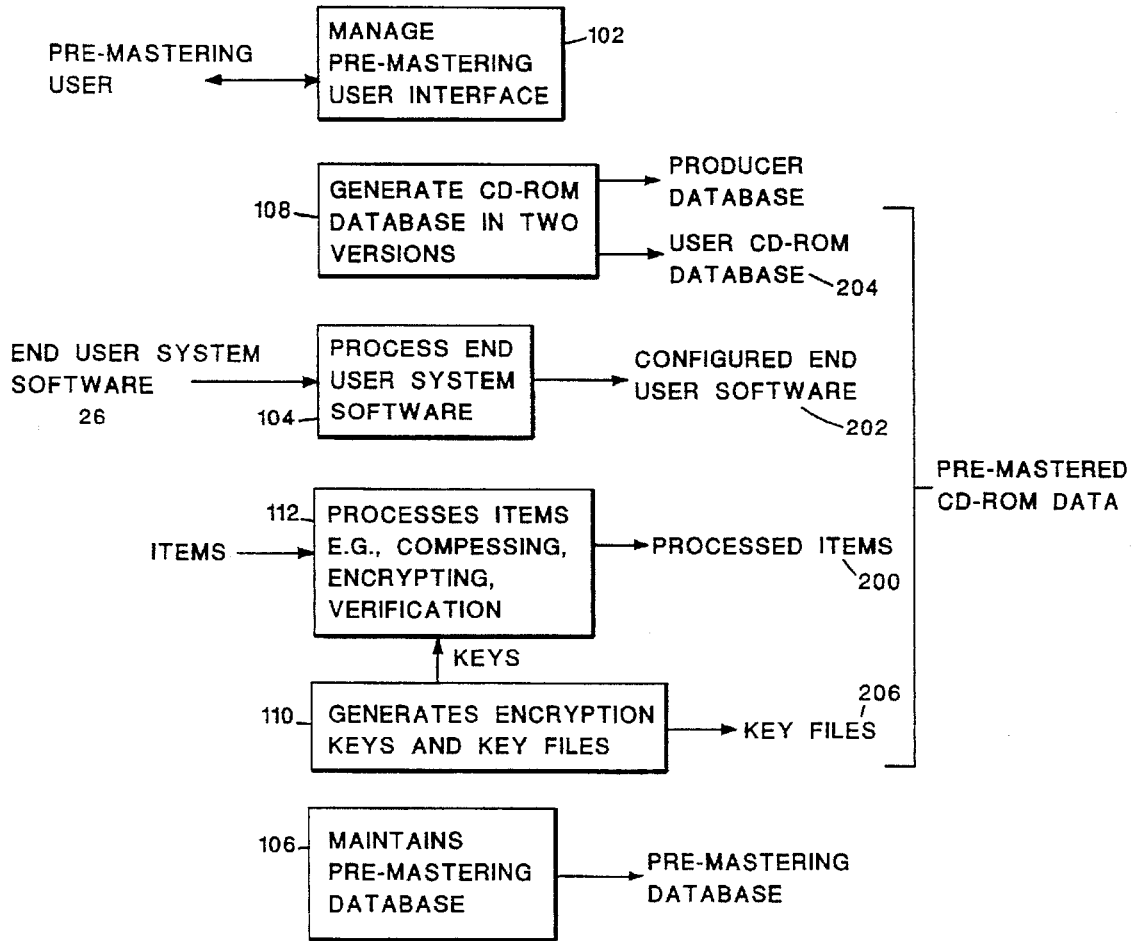 PRE-MASTERING
USER
MANAGE
PRE-MASTERING
USER INTERFACE
102
108
GENERATE CD-ROM
DATABASE IN TWO
VERSIONS
PRODUCER
DATABASE
USER CD-ROM
DATABASE
204
END USER SYSTEM
SOFTWARE
26
PROCESS END
USER SYSTEM
SOFTWARE
104
CONFIGURED END
USER SOFTWARE
202
PRE-MASTERED
CD-ROM DATA
112
ITEMS
PROCESSES ITEMS
E.G., COMPESSING,
ENCRYPTING,
VERIFICATION
PROCESSED ITEMS
200
KEYS
110
GENERATES ENCRYPTION
KEYS AND KEY FILES
206
KEY FILES
106
MAINTAINS
PRE-MASTERING
DATABASE
PRE-MASTERING
DATABASE